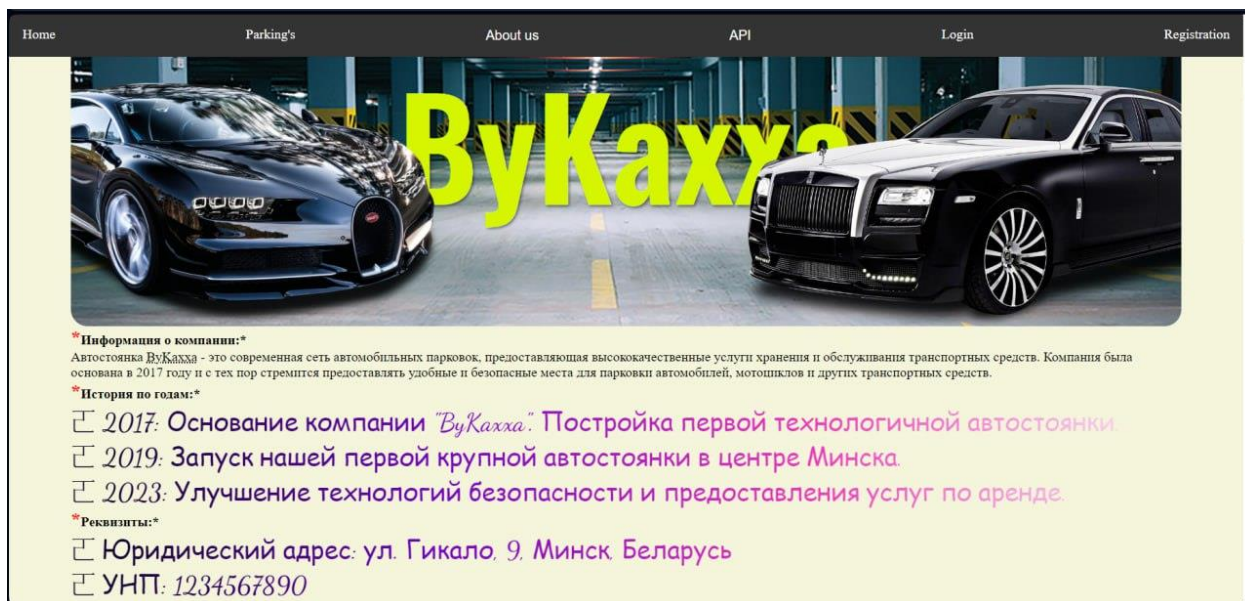 Home Parking's About us API Login Registration
ByKaxxa
*Информация о компании:*
Автостоянка ByKaxxa - это современная сеть автомобильных парковок, предоставляющая высококачественные услуги хранения и обслуживания транспортных средств. Компания была
основана в 2017 году и с тех пор стремится предоставлять удобные и безопасные места для парковки автомобилей, мотоциклов и других транспортных средств.
*История по годам:*
2017: Основание компании "ByKaxxa". Постройка первой технологичной автостоянки.
2019: Запуск нашей первой крупной автостоянки в центре Минска.
2023: Улучшение технологий безопасности и предоставления услуг по аренде.
*Реквизиты:*
Юридический адрес: ул. Гикало, 9, Минск, Беларусь
УНП: 1234567890